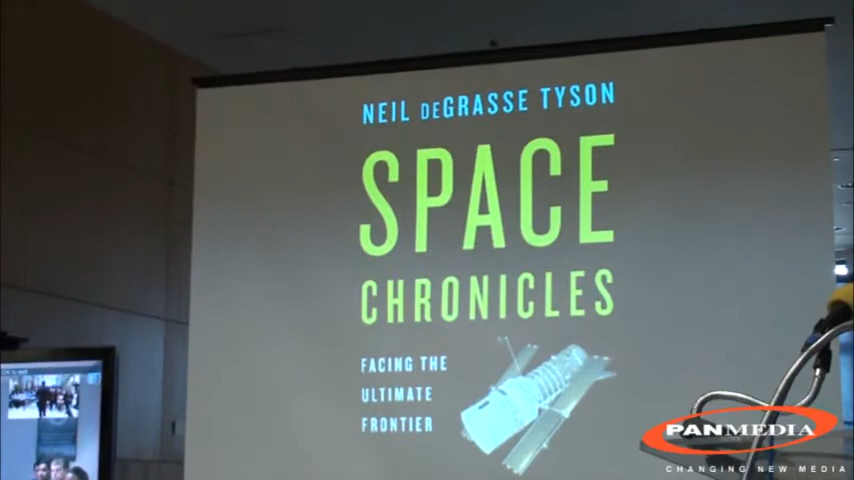 NEIL DEGRASSE TYSON
SPACE
CHRONICLES
FACING THE
ULTIMATE
FRONTIER
PANMEDIA
CHANGING NEW MEDIA